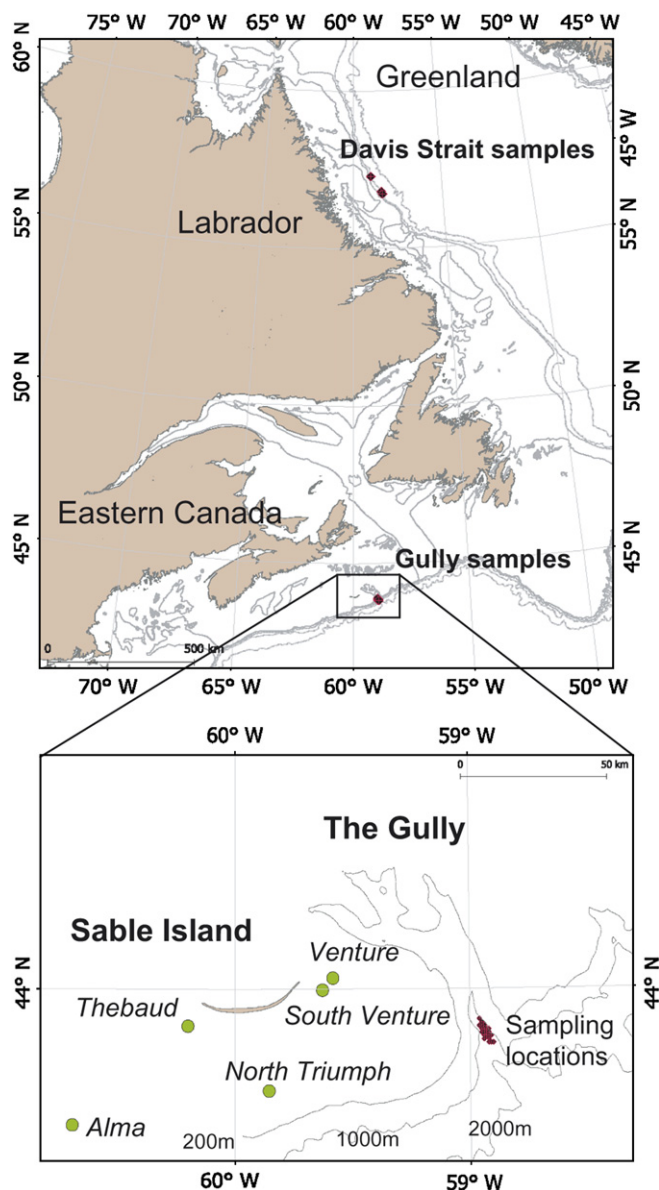 75° W 70° W 65° W 60° W 55° W 50° W 45° W
60° N
Greenland
45° W
Davis Strait samples
55° N
Labrador
55° N
50° N
50° N
Eastern Canada
45° N
Gully samples
45° N
0 500 km
70° W 65° W 60° W 55° W 50° W
60° W 59° W
0 50 km
The Gully
Sable Island
Venture
44° N
44° N
Thebaud
South Venture
Sampling
locations
North Triumph
Alma
200m 1000m 2000m
60° W 59° W